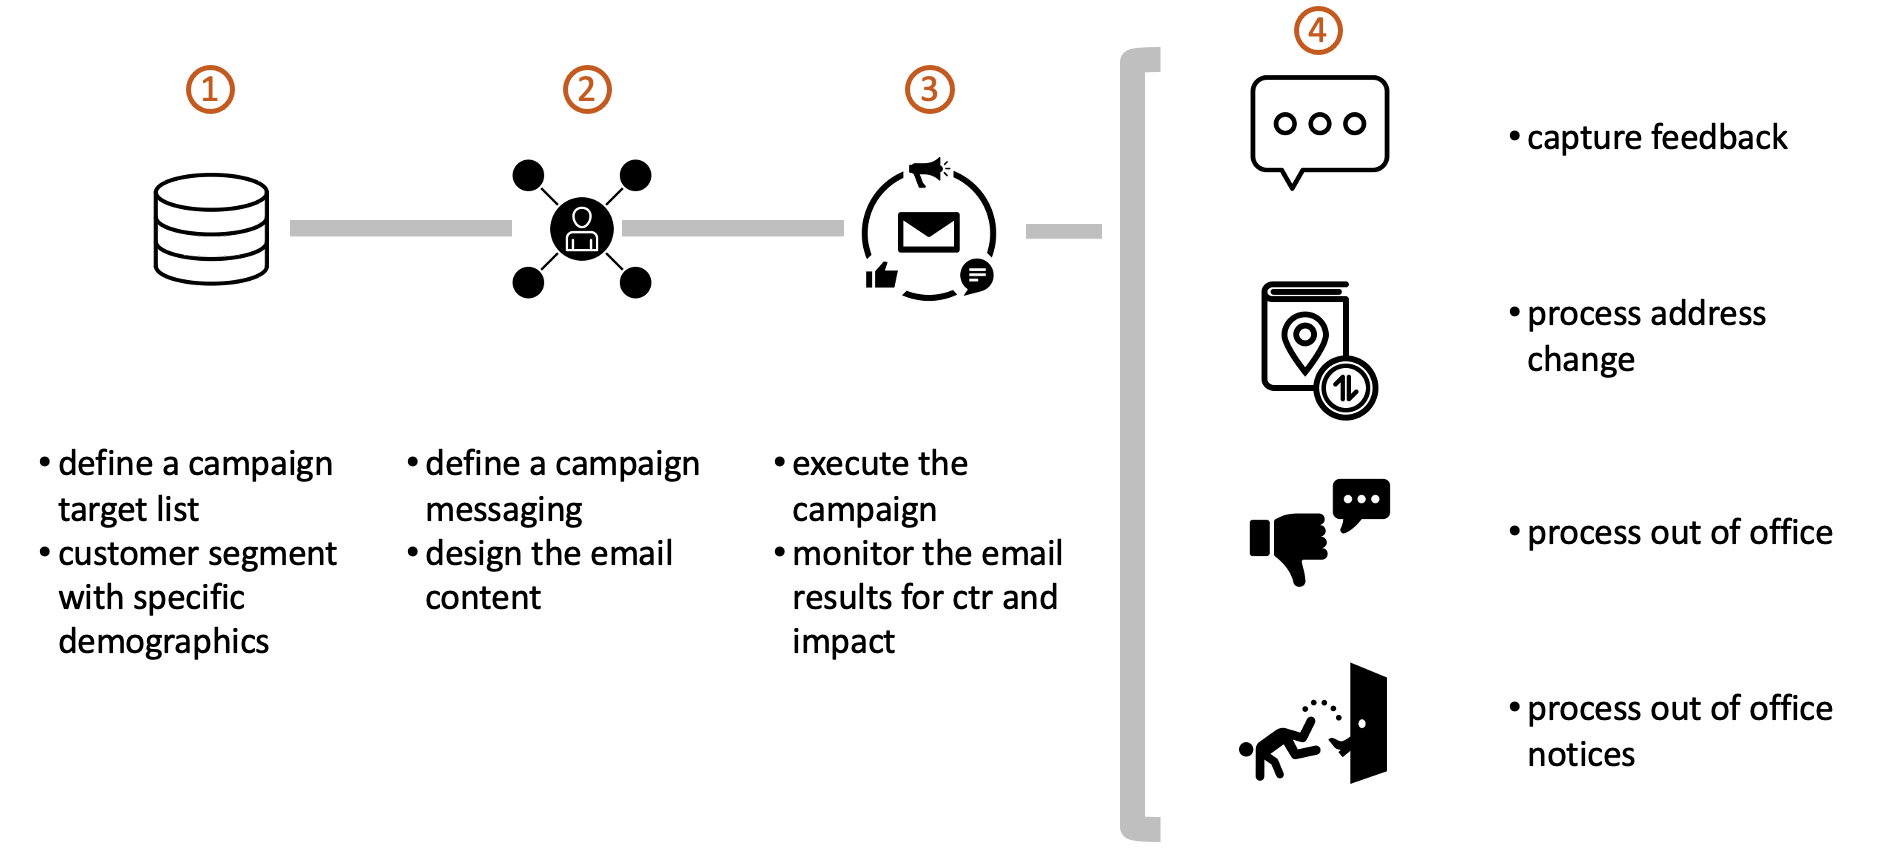 1
• define a campaign
target list
• customer segment
with specific
demographics
2
• define a campaign
messaging
• design the email
content
3
• execute the
campaign
• monitor the email
results for ctr and
impact
4
• capture feedback
• process address
change
• process out of office
• process out of office
notices